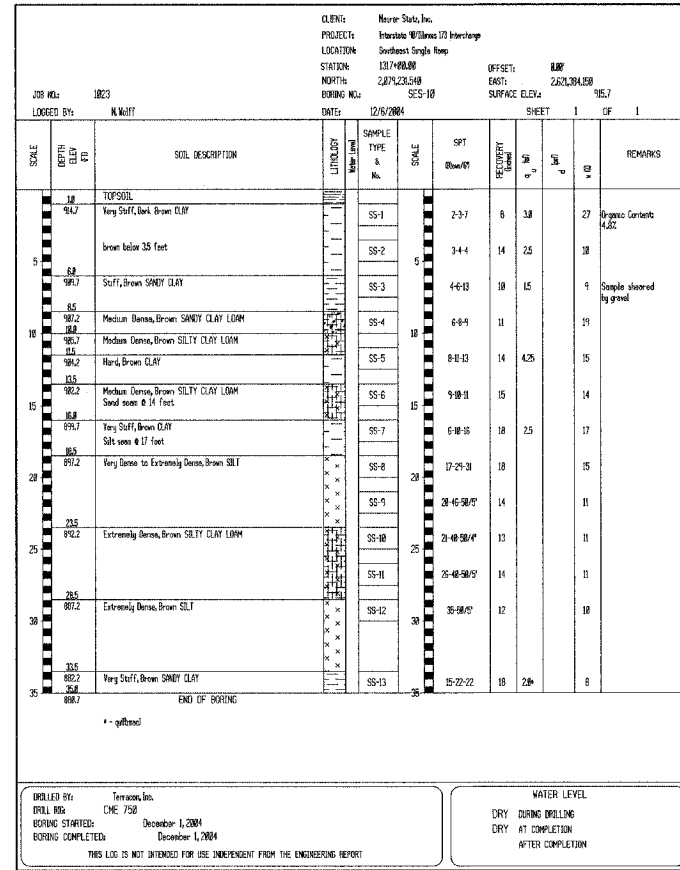 CLIENT: Maurer Stutz, Inc.
PROJECT: Interstate 90/Illinois 173 Interchange
LOCATION: Southeast Single Ramp
STATION: 1317+00.00 OFFSET: 0.00'
NORTH: 2,079,231.540 EAST: 2,621,384.150
JOB NO.: 1023 BORING NO.: SES-10 SURFACE ELEV.: 915.7
LOGGED BY: N. Wolff DATE: 12/6/2004 SHEET 1 OF 1
SCALE DEPTH ELEV (FT) SOIL DESCRIPTION LITHOLOGY Water Level SAMPLE TYPE & No. SCALE SPT (Blows/6") RECOVERY (inches) q u (tsf) d (pcf) w (%) REMARKS
1.0 TOPSOIL
914.7 Very Stiff, Dark Brown CLAY SS-1 2-3-7 8 3.0 27 Organic Content:
4.8%
brown below 3.5 feet SS-2 3-4-4 14 2.5 18
5 5
6.0
909.7 Stiff, Brown SANDY CLAY SS-3 4-6-13 10 1.5 9 Sample sheared
by gravel
8.5
907.2 Medium Dense, Brown SANDY CLAY LOAM SS-4 6-8-9 11 19
10 10.0 10
905.7 Medium Dense, Brown SILTY CLAY LOAM
11.5
904.2 Hard, Brown CLAY SS-5 8-11-13 14 4.25 15
13.5
902.2 Medium Dense, Brown SILTY CLAY LOAM SS-6 9-10-11 15 14
Sand seam @ 14 feet
15 15
16.0
899.7 Very Stiff, Brown CLAY SS-7 6-10-16 18 2.5 17
Silt seam @ 17 feet
18.5
897.2 Very Dense to Extremely Dense, Brown SILT SS-8 17-29-31 18 15
20 20
SS-9 20-46-50/5" 14 11
23.5
892.2 Extremely Dense, Brown SILTY CLAY LOAM SS-10 21-40-50/4" 13 11
25 25
SS-11 26-42-50/5" 14 11
28.5
887.2 Extremely Dense, Brown SILT SS-12 35-50/5" 12 10
30 30
33.5
882.2 Very Stiff, Brown SANDY CLAY SS-13 15-22-22 18 2.0* 8
35 35.0 35
880.7 END OF BORING
DRILLED BY: Terracon, Inc.
DRILL RIG: CME 750
BORING STARTED: December 1, 2004
BORING COMPLETED: December 1, 2004
THIS LOG IS NOT INTENDED FOR USE INDEPENDENT FROM THE ENGINEERING REPORT
WATER LEVEL
DRY DURING DRILLING
DRY AT COMPLETION
AFTER COMPLETION